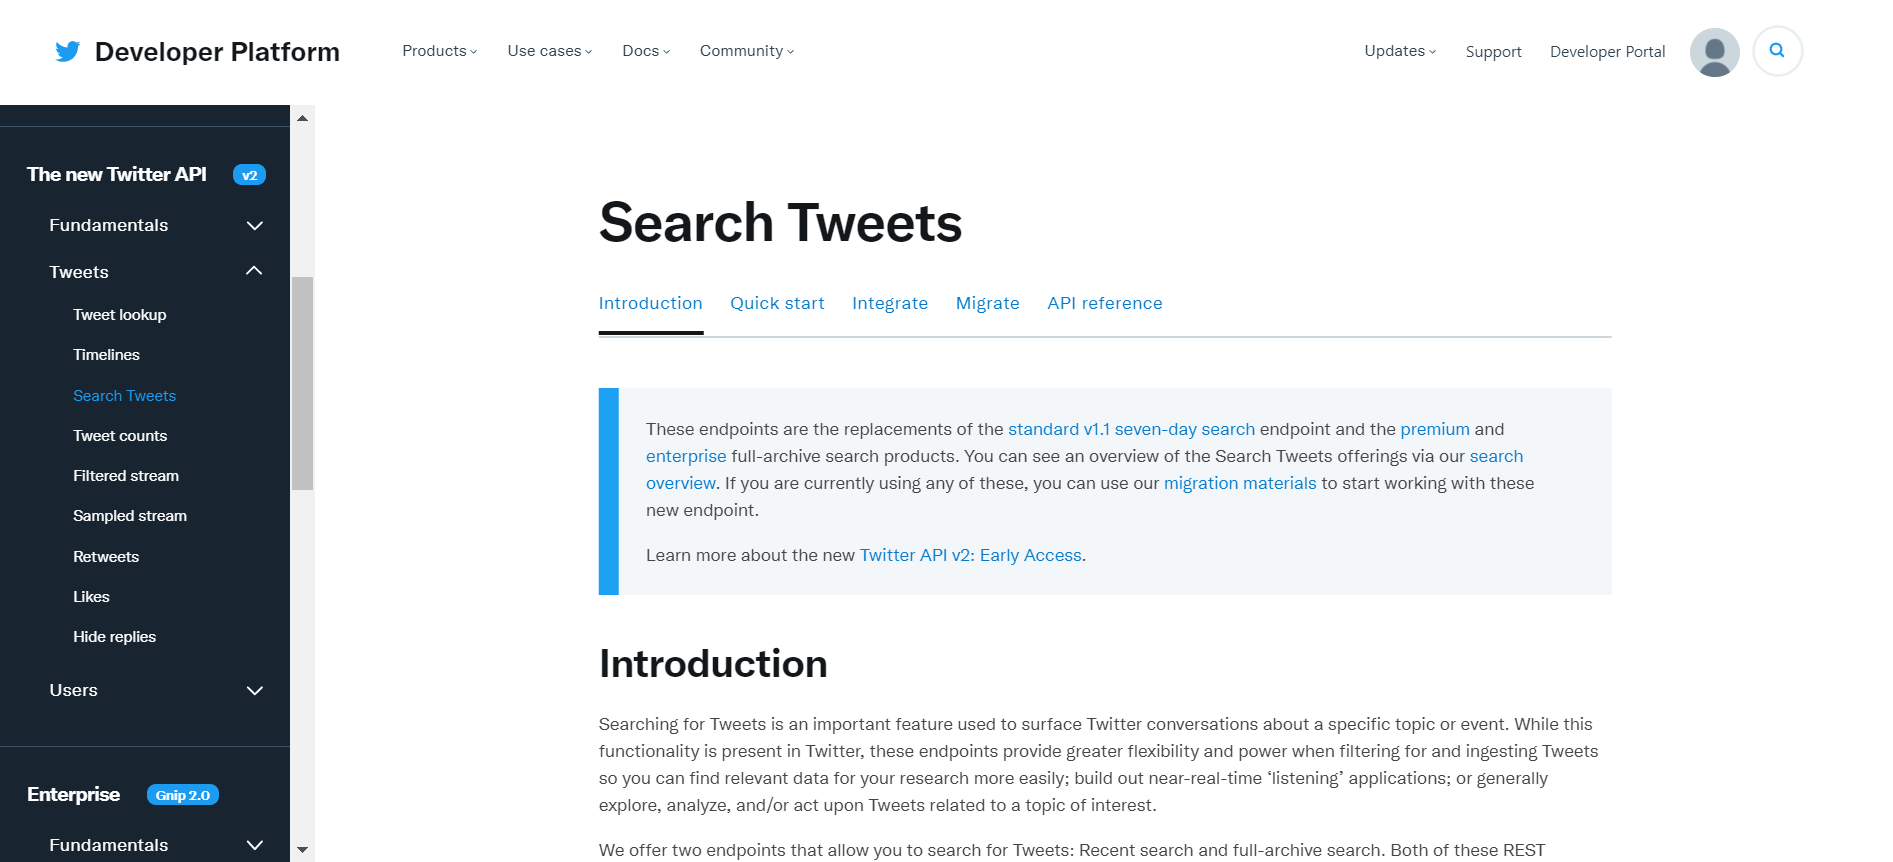 Developer Platform
Products
Use cases
Docs
Community
Updates
Support
Developer Portal
The new Twitter API v2
Fundamentals
Tweets
Tweet lookup
Timelines
Search Tweets
Tweet counts
Filtered stream
Sampled stream
Retweets
Likes
Hide replies
Users
Enterprise Gnip 2.0
Fundamentals
Search Tweets
Introduction
Quick start
Integrate
Migrate
API reference
These endpoints are the replacements of the standard v1.1 seven-day search endpoint and the premium and
enterprise full-archive search products. You can see an overview of the Search Tweets offerings via our search
overview. If you are currently using any of these, you can use our migration materials to start working with these
new endpoint.
Learn more about the new Twitter API v2: Early Access.
Introduction
Searching for Tweets is an important feature used to surface Twitter conversations about a specific topic or event. While this
functionality is present in Twitter, these endpoints provide greater flexibility and power when filtering for and ingesting Tweets
so you can find relevant data for your research more easily; build out near-real-time ‘listening’ applications; or generally
explore, analyze, and/or act upon Tweets related to a topic of interest.
We offer two endpoints that allow you to search for Tweets: Recent search and full-archive search. Both of these REST